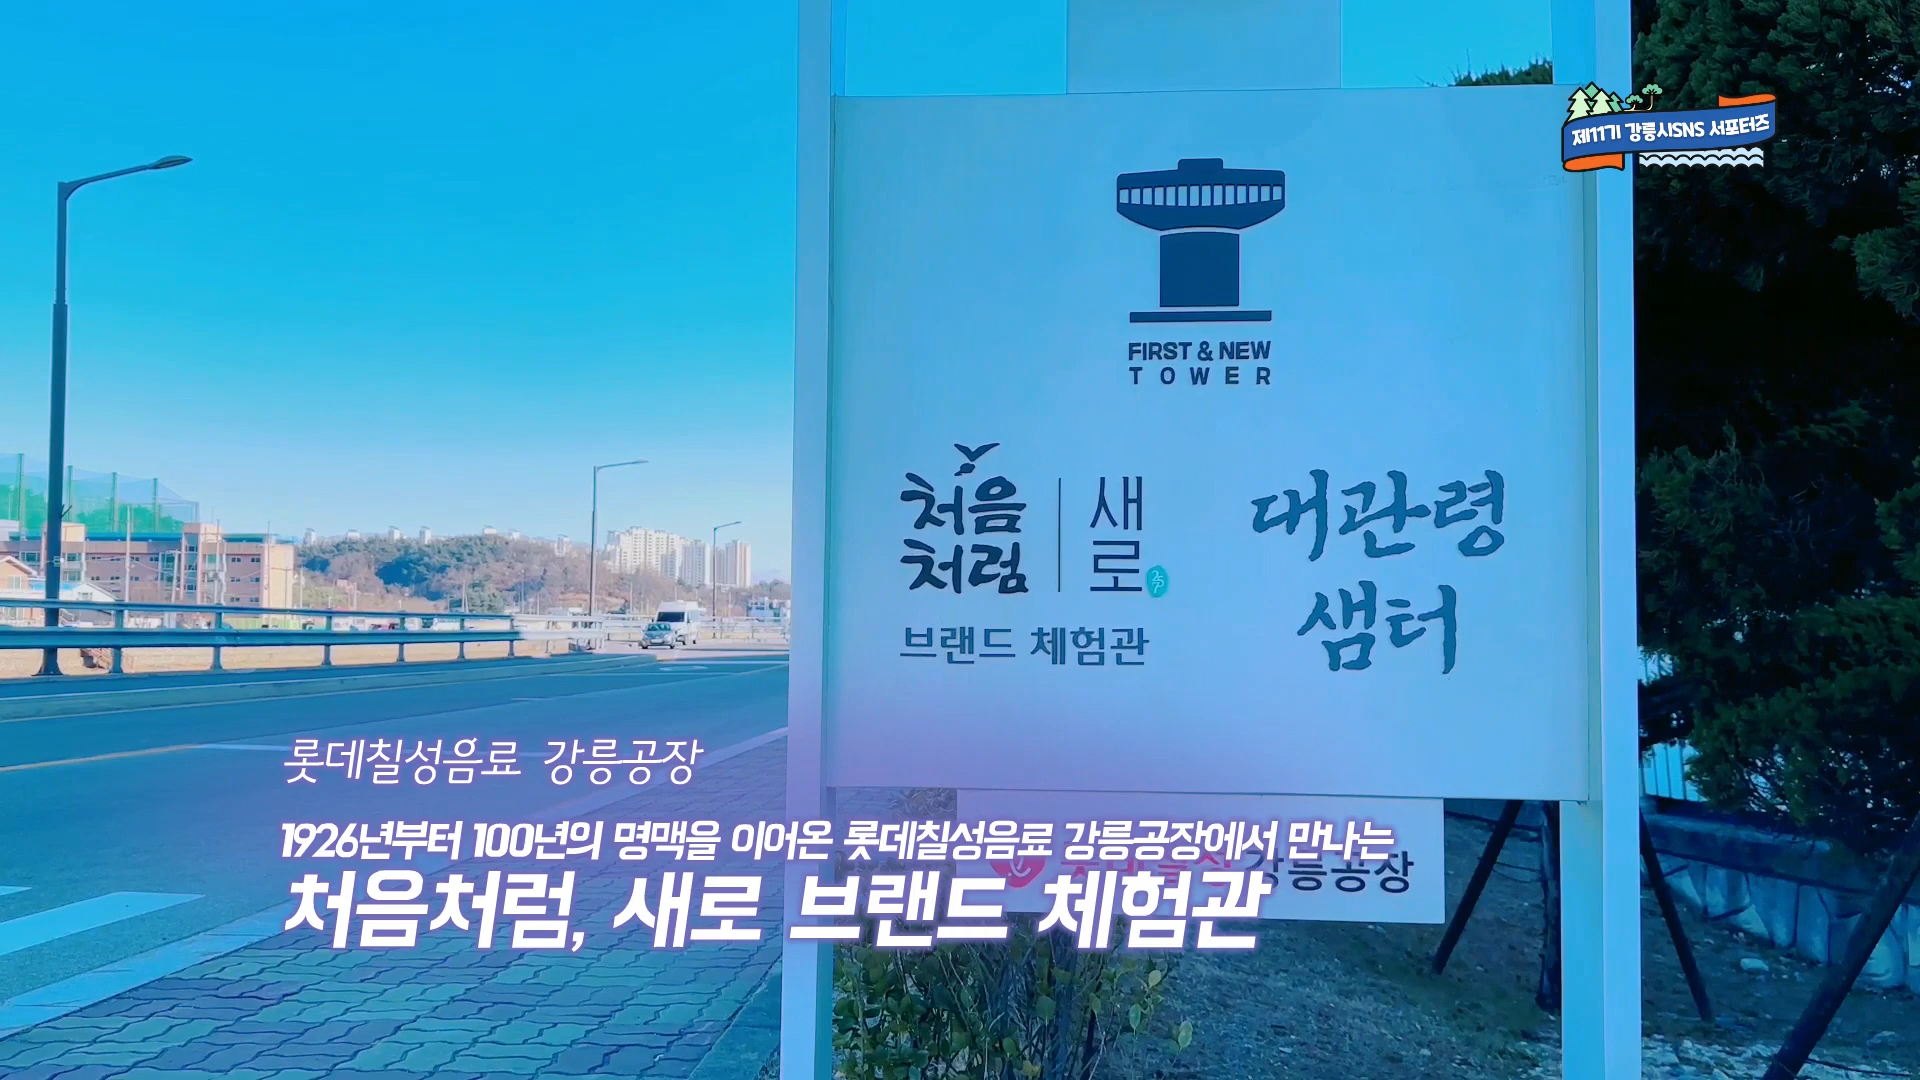 제11기 강릉시SNS 서포터즈
FIRST & NEW
TOWER
처음
처럼
새
로
브랜드 체험관
대관령
샘터
롯데칠성음료 강릉공장
1926년부터 100년의 명맥을 이어온 롯데칠성음료 강릉공장에서 만나는
강릉공장
처음처럼, 새로 브랜드 체험관